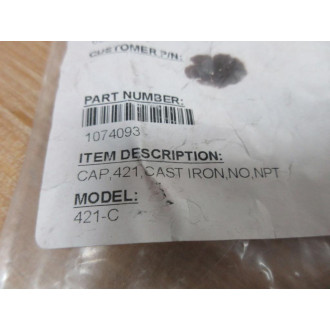 CUSTOMER P/N:
PART NUMBER:
1074093
ITEM DESCRIPTION:
CAP,421,CAST IRON,NO,NPT
MODEL:
421-C